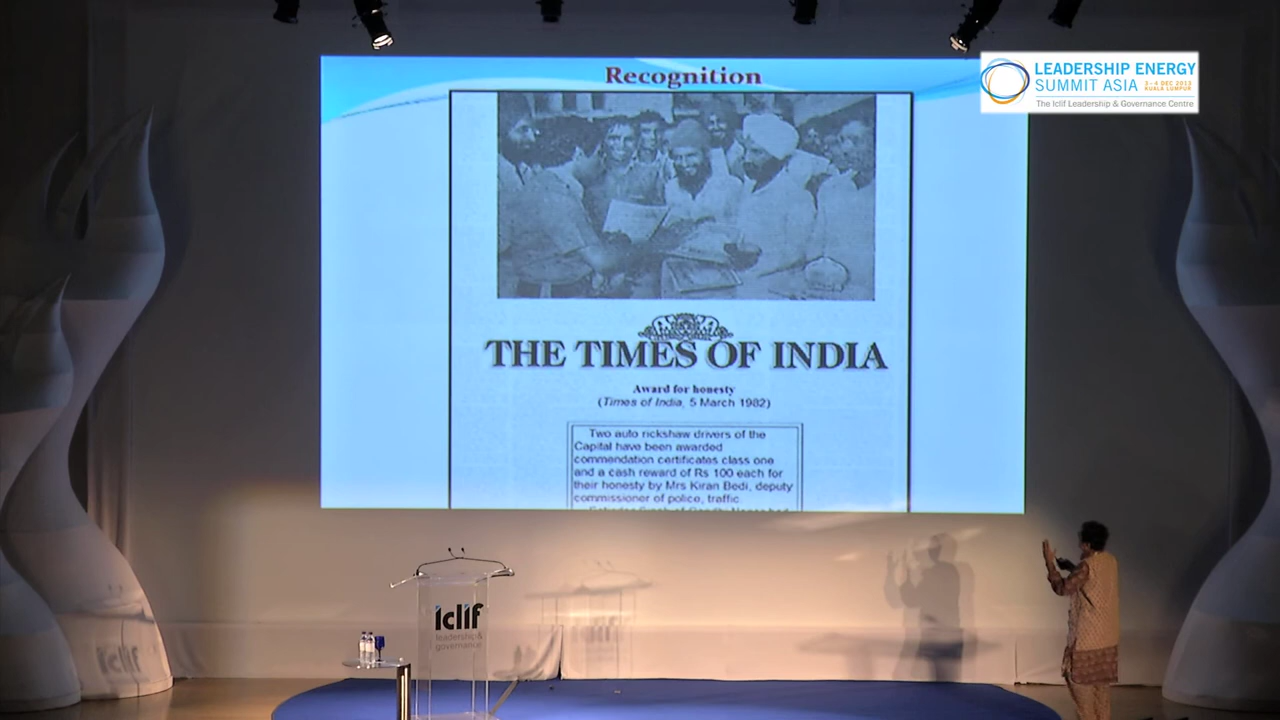 Recognition
LEADERSHIP ENERGY
SUMMIT ASIA 3-4 DEC 2013 KUALA LUMPUR
The Iclif Leadership & Governance Centre
THE TIMES OF INDIA
Award for honesty
(Times of India, 5 March 1982)
Two auto rickshaw drivers of the
Capital have been awarded
commendation certificates class one
and a cash reward of Rs 100 each for
their honesty by Mrs Kiran Bedi, deputy
commissioner of police, traffic.
iclif
leadership&
governance
iclif